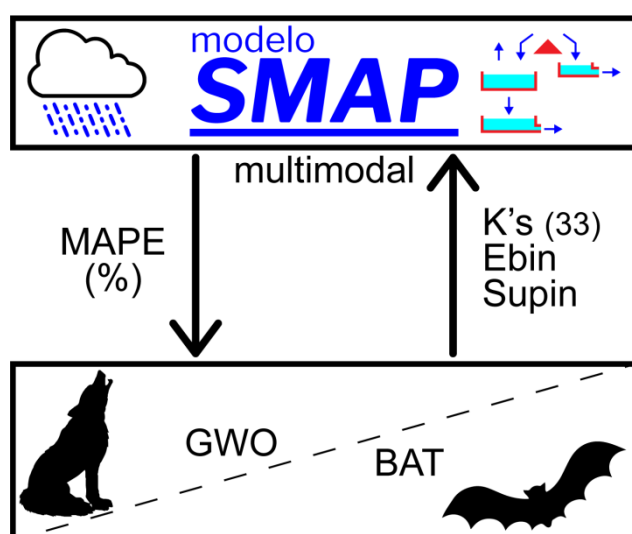 modelo
SMAP
multimodal
MAPE
(%)
K's (33)
Ebin
Supin
GWO
BAT